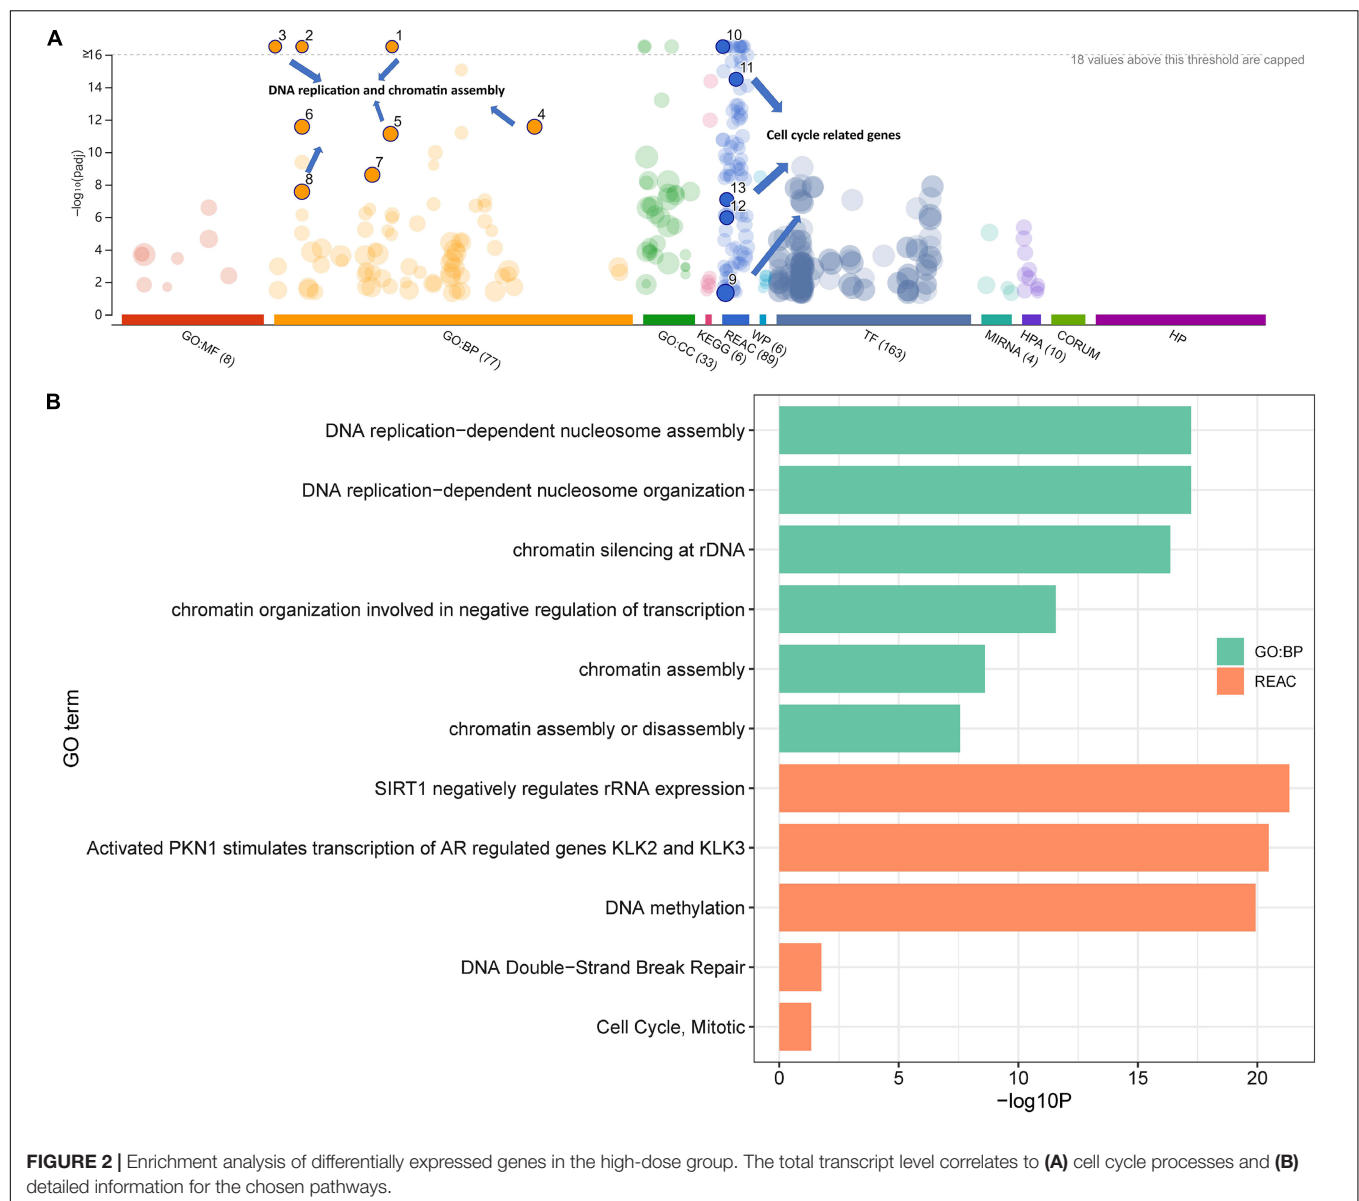 A
≥16
14
12
10
8
6
4
2
0
−log₁₀(padj)
3
2
1
10
18 values above this threshold are capped
11
DNA replication and chromatin assembly
6
5
4
Cell cycle related genes
7
8
13
12
9
GO:MF (8)
GO:BP (77)
GO:CC (33)
KEGG (6)
REAC (89)
WP (6)
TF (163)
MIRNA (4)
HPA (10)
CORUM
HP
B
GO term
DNA replication−dependent nucleosome assembly
DNA replication−dependent nucleosome organization
chromatin silencing at rDNA
chromatin organization involved in negative regulation of transcription
chromatin assembly
chromatin assembly or disassembly
SIRT1 negatively regulates rRNA expression
Activated PKN1 stimulates transcription of AR regulated genes KLK2 and KLK3
DNA methylation
DNA Double−Strand Break Repair
Cell Cycle, Mitotic
GO:BP
REAC
0 5 10 15 20
−log10P
FIGURE 2 | Enrichment analysis of differentially expressed genes in the high-dose group. The total transcript level correlates to (A) cell cycle processes and (B)
detailed information for the chosen pathways.